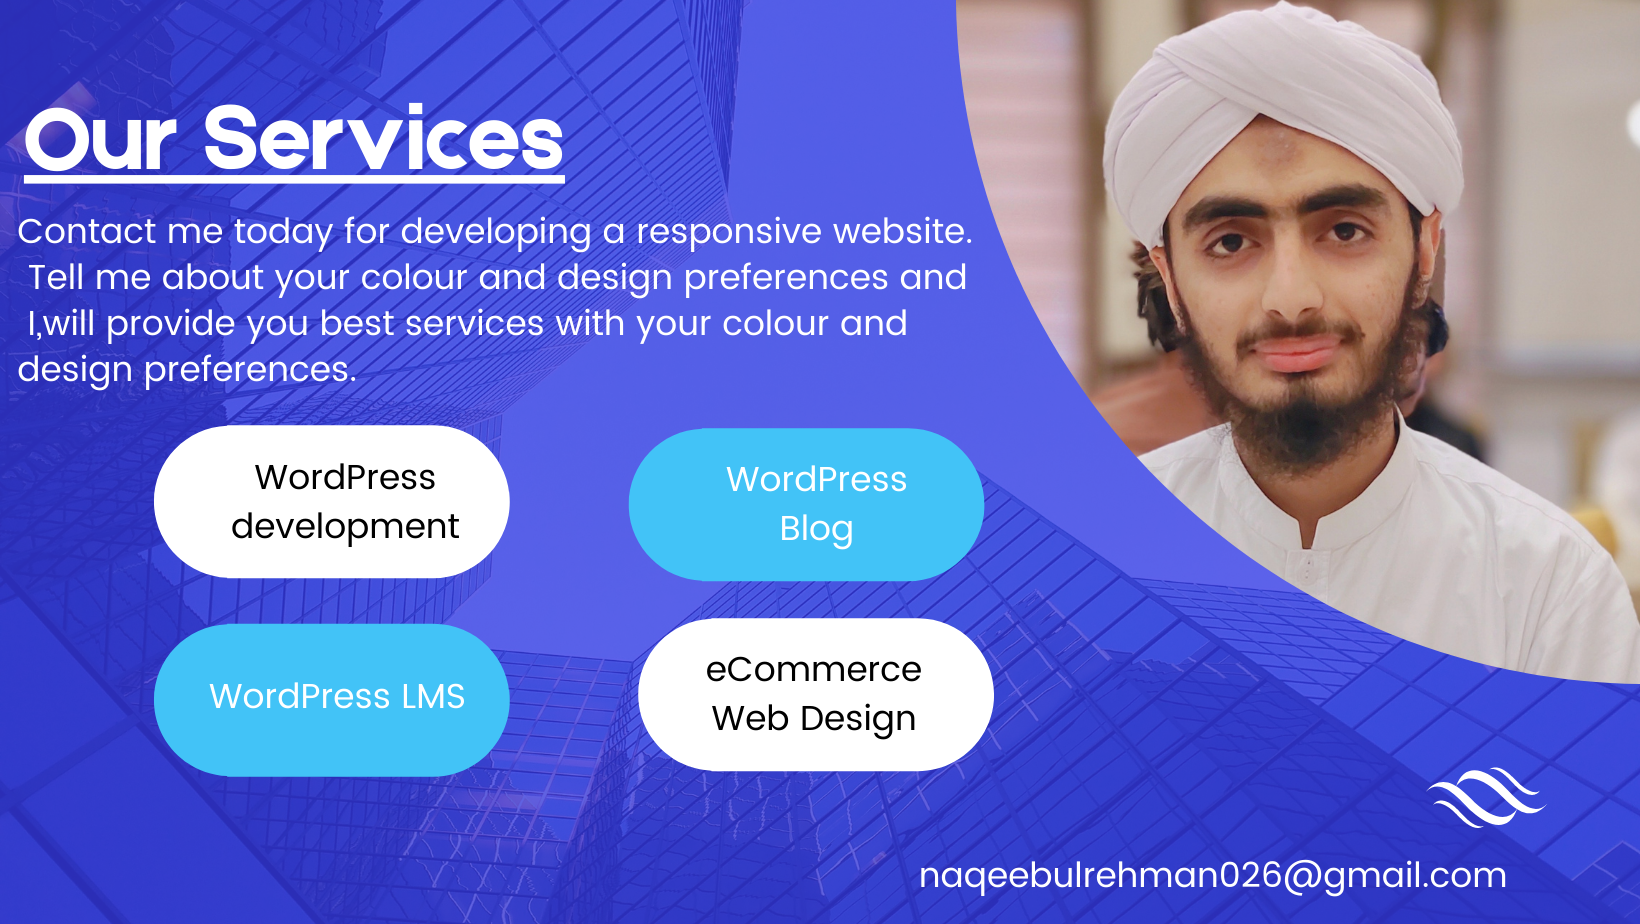 Our Services
Contact me today for developing a responsive website.
Tell me about your colour and design preferences and
I,will provide you best services with your colour and
design preferences.
WordPress
development
WordPress
Blog
WordPress LMS
eCommerce
Web Design
naqeebulrehman026@gmail.com